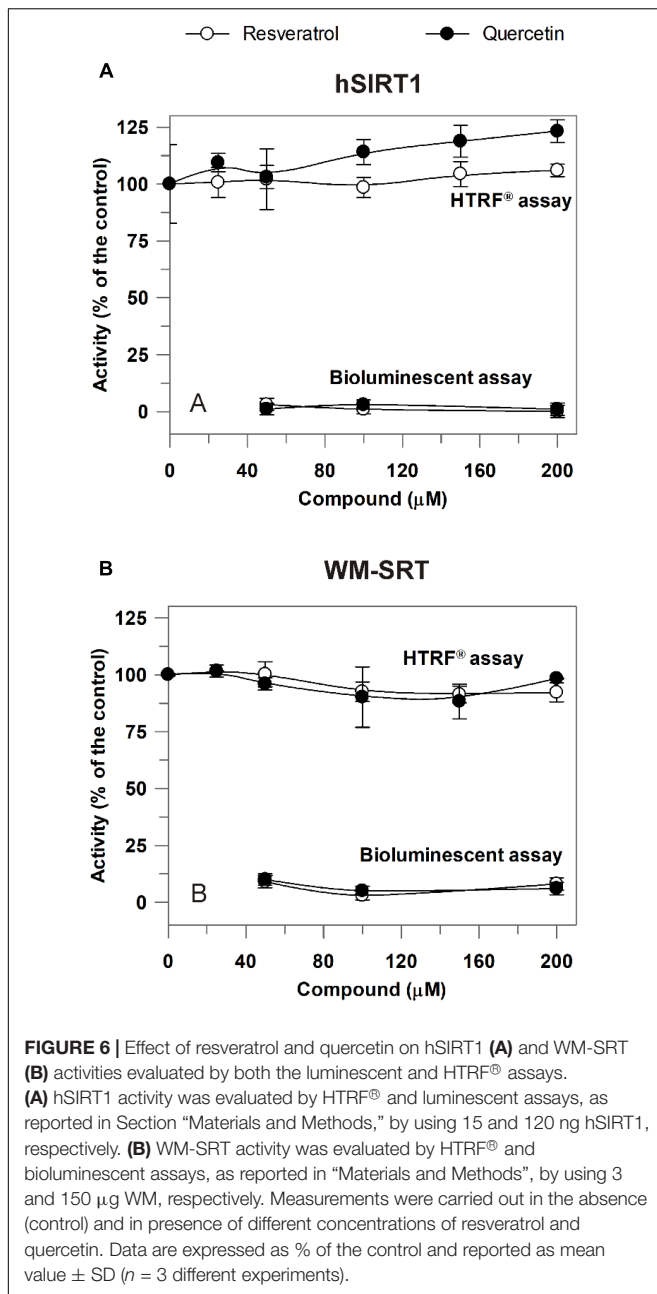 Resveratrol Quercetin
A
hSIRT1
125
100
75
50
25
0
Activity (% of the control)
HTRF® assay
Bioluminescent assay
A
0 40 80 120 160 200
Compound (μM)
B
WM-SRT
125
100
75
50
25
0
Activity (% of the control)
HTRF® assay
Bioluminescent assay
B
0 40 80 120 160 200
Compound (μM)
FIGURE 6 | Effect of resveratrol and quercetin on hSIRT1 (A) and WM-SRT
(B) activities evaluated by both the luminescent and HTRF® assays.
(A) hSIRT1 activity was evaluated by HTRF® and luminescent assays, as
reported in Section “Materials and Methods,” by using 15 and 120 ng hSIRT1,
respectively. (B) WM-SRT activity was evaluated by HTRF® and
bioluminescent assays, as reported in “Materials and Methods”, by using 3
and 150 μg WM, respectively. Measurements were carried out in the absence
(control) and in presence of different concentrations of resveratrol and
quercetin. Data are expressed as % of the control and reported as mean
value ± SD (n = 3 different experiments).